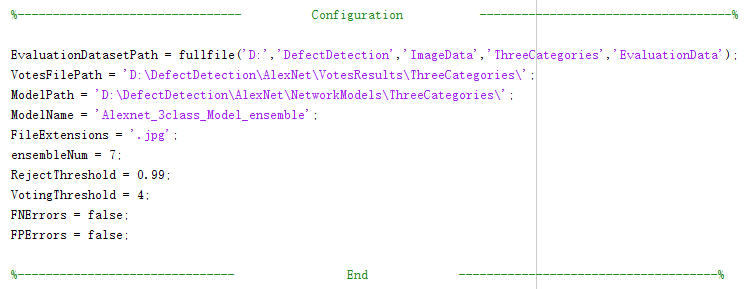 %-------------------------------- Configuration ------------------------------------%
EvaluationDatasetPath = fullfile('D:','DefectDetection','ImageData','ThreeCategories','EvaluationData');
VotesFilePath = 'D:\DefectDetection\AlexNet\VotesResults\ThreeCategories\';
ModelPath = 'D:\DefectDetection\AlexNet\NetworkModels\ThreeCategories\';
ModelName = 'Alexnet_3class_Model_ensemble';
FileExtensions = '.jpg';
ensembleNum = 7;
RejectThreshold = 0.99;
VotingThreshold = 4;
FNErrors = false;
FPErrors = false;
%------------------------------- End -------------------------------------%